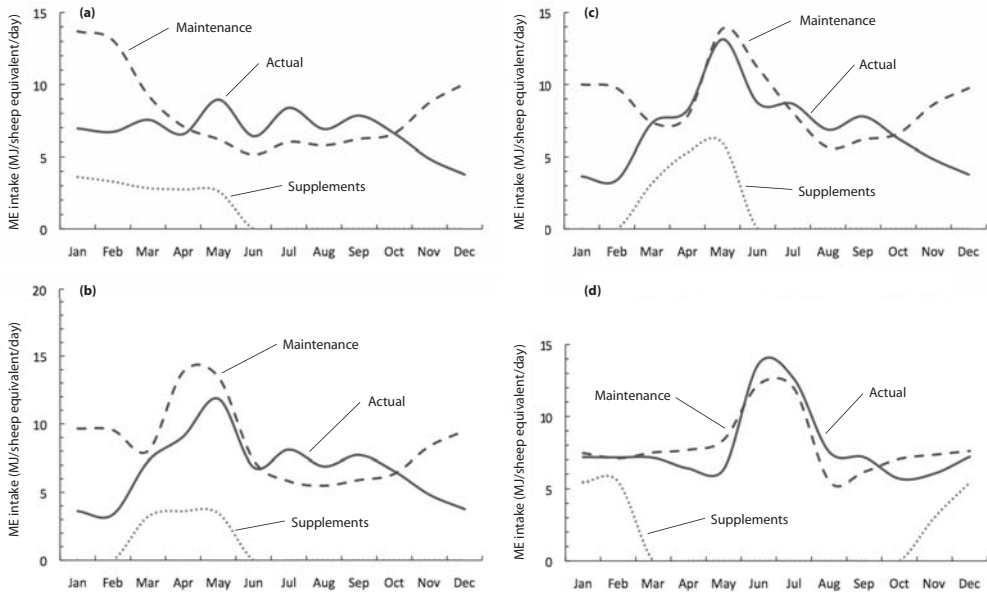 (a)
ME intake (MJ/sheep equivalent/day)
15
10
5
0
Maintenance
Actual
Supplements
Jan Feb Mar Apr May Jun Jul Aug Sep Oct Nov Dec
(c)
ME intake (MJ/sheep equivalent/day)
15
10
5
0
Maintenance
Actual
Supplements
Jan Feb Mar Apr May Jun Jul Aug Sep Oct Nov Dec
(b)
ME intake (MJ/sheep equivalent/day)
20
15
10
5
0
Maintenance
Actual
Supplements
Jan Feb Mar Apr May Jun Jul Aug Sep Oct Nov Dec
(d)
ME intake (MJ/sheep equivalent/day)
15
10
5
0
Maintenance
Actual
Supplements
Jan Feb Mar Apr May Jun Jul Aug Sep Oct Nov Dec